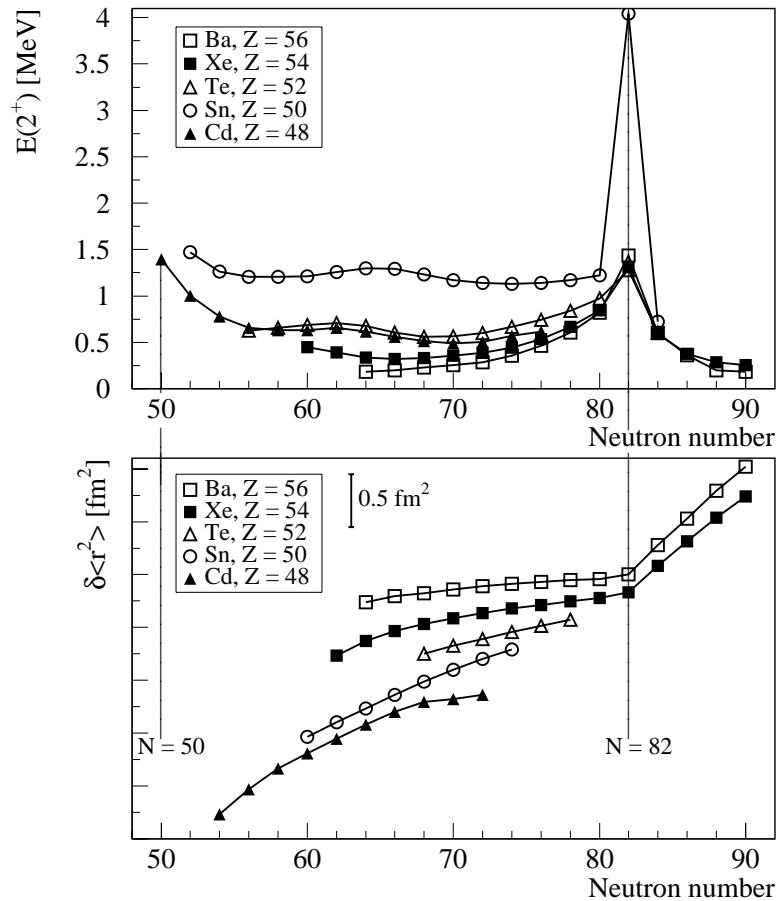 E(2⁺) [MeV]
4
3.5
3
2.5
2
1.5
1
0.5
0
Ba, Z = 56
Xe, Z = 54
Te, Z = 52
Sn, Z = 50
Cd, Z = 48
50 60 70 80 90
Neutron number
δ<r²> [fm²]
Ba, Z = 56
Xe, Z = 54
Te, Z = 52
Sn, Z = 50
Cd, Z = 48
0.5 fm²
N = 50
N = 82
50 60 70 80 90
Neutron number